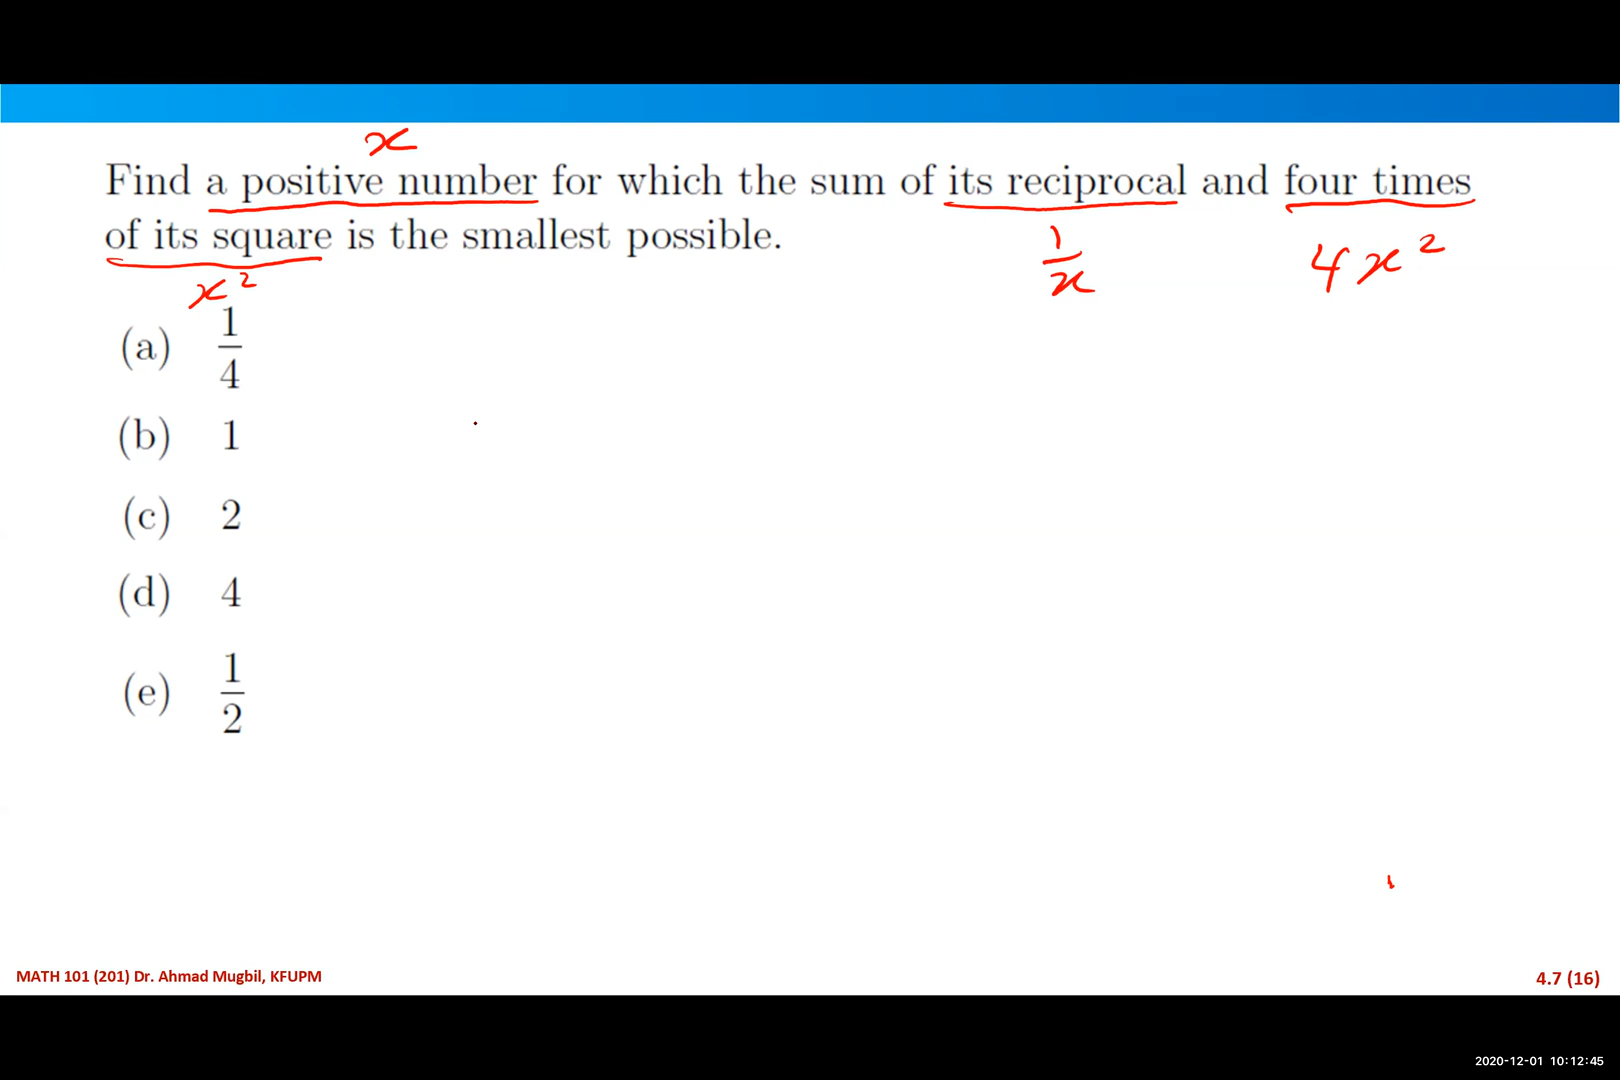 x
Find a positive number for which the sum of its reciprocal and four times
of its square is the smallest possible.
1/x
4x²
x²
(a) 1/4
(b) 1
(c) 2
(d) 4
(e) 1/2
MATH 101 (201) Dr. Ahmad Mugbil, KFUPM
4.7 (16)
2020-12-01 10:12:45